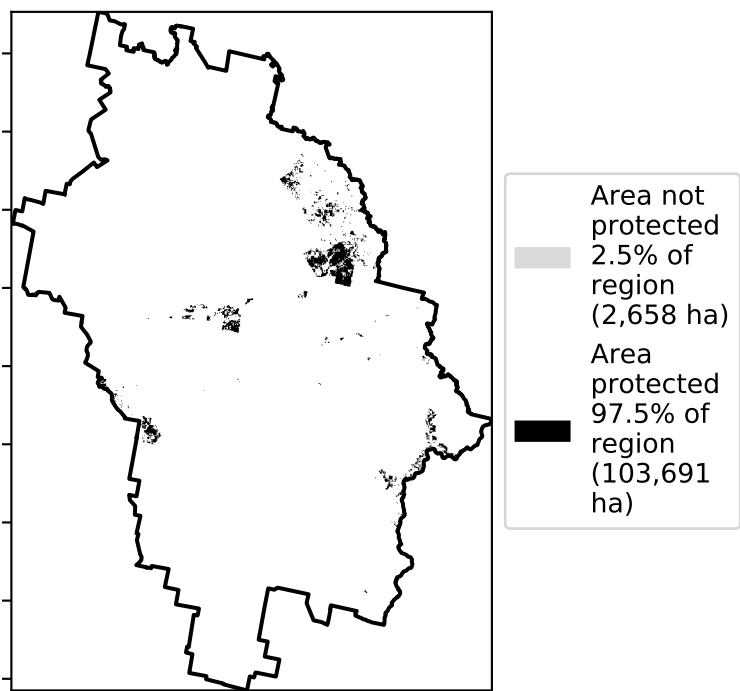 Area not
protected
2.5% of
region
(2,658 ha)
Area
protected
97.5% of
region
(103,691
ha)